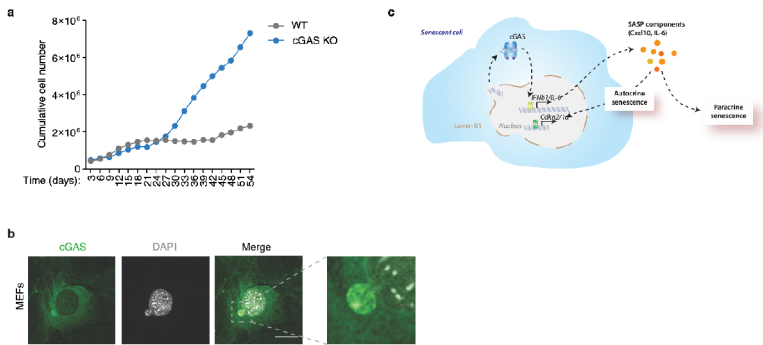 a
WT
cGAS KO
Cumulative cell number
8×10⁶
6×10⁶
4×10⁶
2×10⁶
0
Time (days):
3 6 9 12 15 18 21 24 27 30 33 36 39 42 45 48 51 54
b
cGAS
DAPI
Merge
MEFs
c
Senescent cell
cGAS
SASP components
(Cxcl10, IL-6)
IFNb1/IL-6
Cdkn2/1a
Nucleus
Lamin B1
Autocrine
senescence
Paracrine
senescence